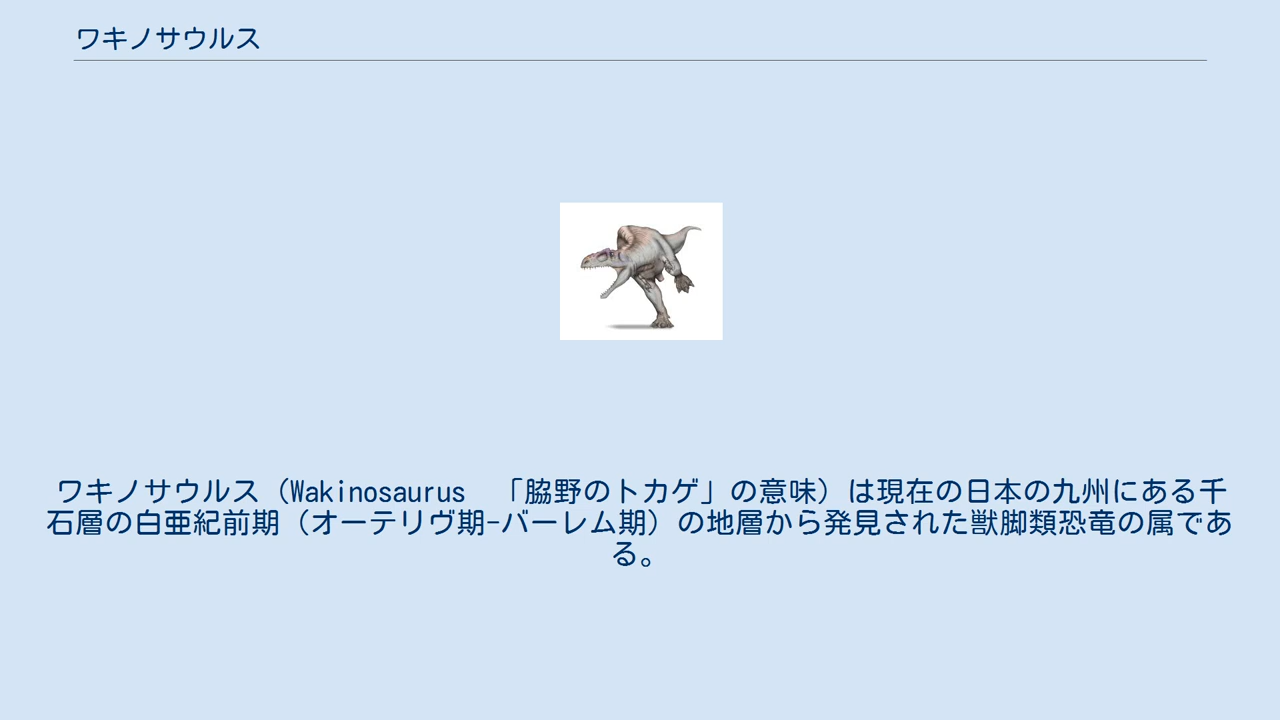 ワキノサウルス
ワキノサウルス（Wakinosaurus　「脇野のトカゲ」の意味）は現在の日本の九州にある千
石層の白亜紀前期（オーテリヴ期-バーレム期）の地層から発見された獣脚類恐竜の属であ
る。